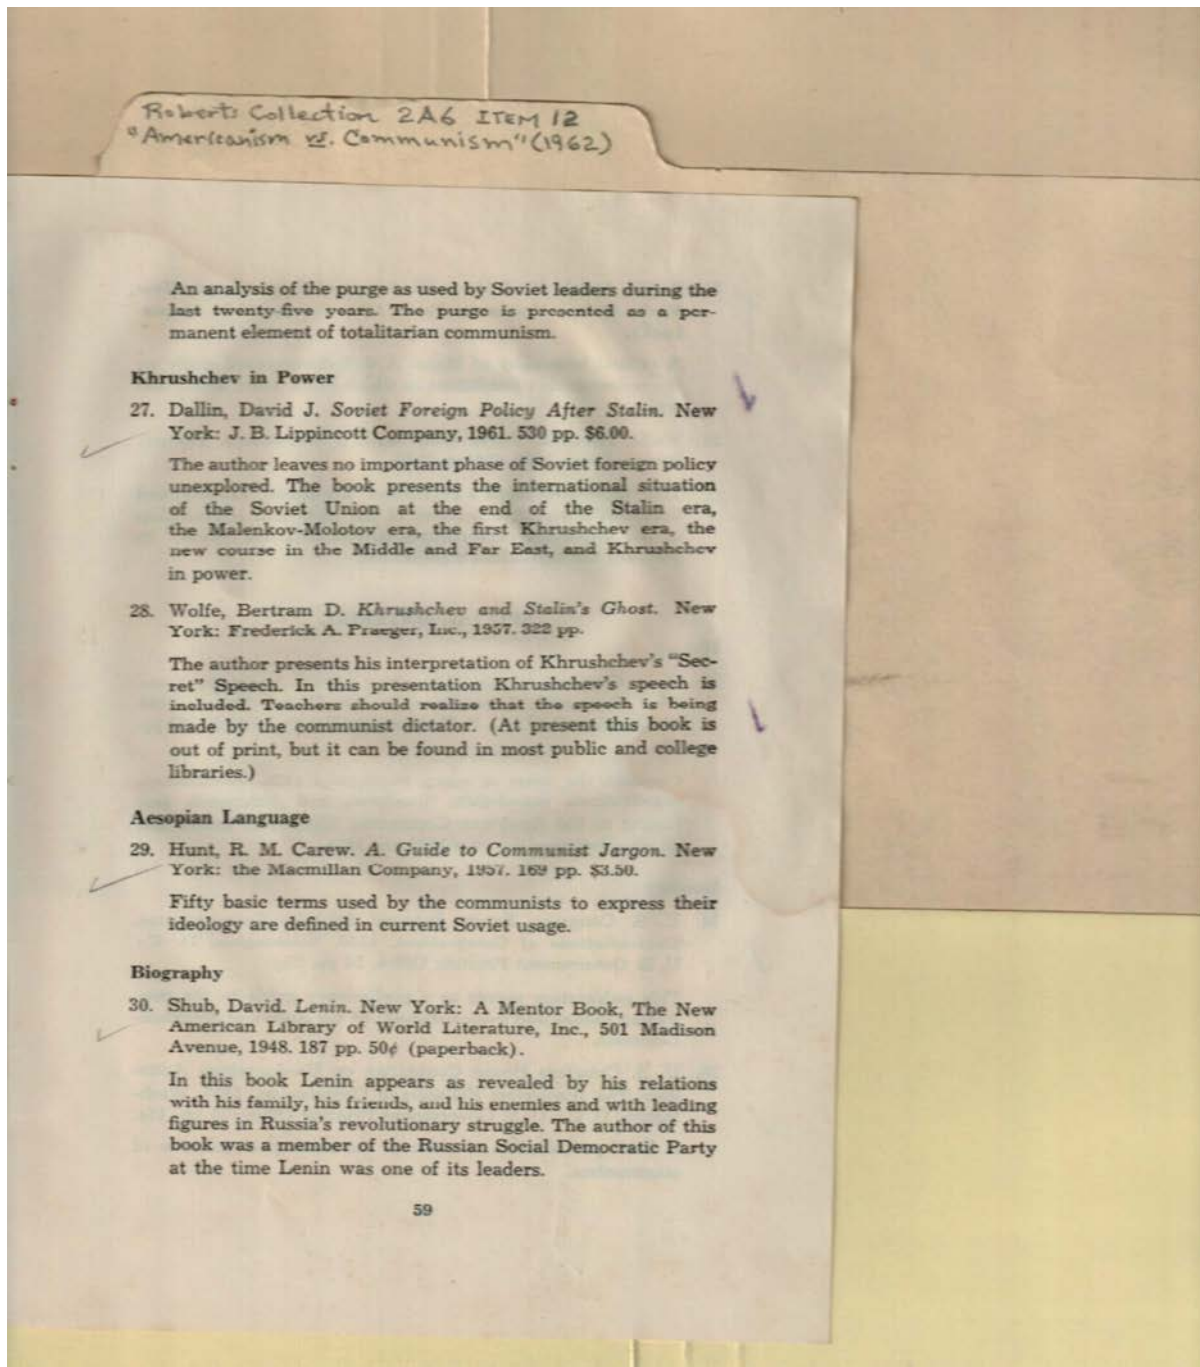 Roberts Collection 2A6 ITEM 12
"Americanism vs. Communism" (1962)
An analysis of the purge as used by Soviet leaders during the
last twenty-five years. The purge is presented as a per-
manent element of totalitarian communism.
Khrushchev in Power
27. Dallin, David J. Soviet Foreign Policy After Stalin. New
York: J. B. Lippincott Company, 1961. 530 pp. $6.00.
The author leaves no important phase of Soviet foreign policy
unexplored. The book presents the international situation
of the Soviet Union at the end of the Stalin era,
the Malenkov-Molotov era, the first Khrushchev era, the
new course in the Middle and Far East, and Khrushchev
in power.
28. Wolfe, Bertram D. Khrushchev and Stalin's Ghost. New
York: Frederick A. Praeger, Inc., 1957. 322 pp.
The author presents his interpretation of Khrushchev's "Sec-
ret" Speech. In this presentation Khrushchev's speech is
included. Teachers should realize that the speech is being
made by the communist dictator. (At present this book is
out of print, but it can be found in most public and college
libraries.)
Aesopian Language
29. Hunt, R. M. Carew. A. Guide to Communist Jargon. New
York: the Macmillan Company, 1957. 169 pp. $3.50.
Fifty basic terms used by the communists to express their
ideology are defined in current Soviet usage.
Biography
30. Shub, David. Lenin. New York: A Mentor Book, The New
American Library of World Literature, Inc., 501 Madison
Avenue, 1948. 187 pp. 50¢ (paperback).
In this book Lenin appears as revealed by his relations
with his family, his friends, and his enemies and with leading
figures in Russia's revolutionary struggle. The author of this
book was a member of the Russian Social Democratic Party
at the time Lenin was one of its leaders.
59